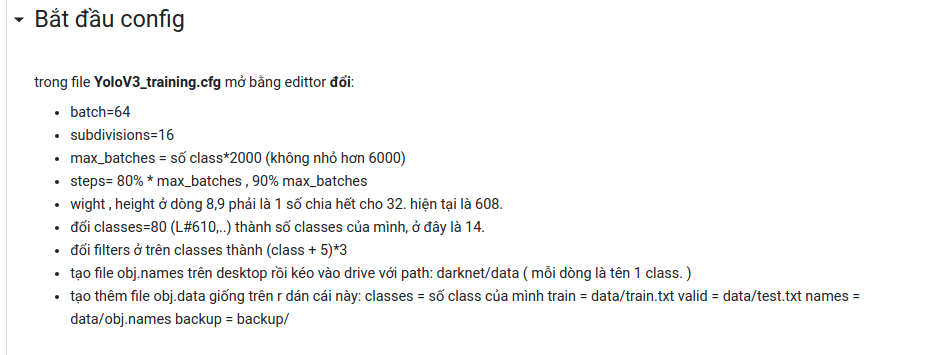 Bắt đầu config
trong file YoloV3_training.cfg mở bằng edittor đổi:
• batch=64
• subdivisions=16
• max_batches = số class*2000 (không nhỏ hơn 6000)
• steps= 80% * max_batches , 90% max_batches
• wight , height ở dòng 8,9 phải là 1 số chia hết cho 32. hiện tại là 608.
• đổi classes=80 (L#610,..) thành số classes của mình, ở đây là 14.
• đổi filters ở trên classes thành (class + 5)*3
• tạo file obj.names trên desktop rồi kéo vào drive với path: darknet/data ( mỗi dòng là tên 1 class. )
• tạo thêm file obj.data giống trên r dán cái này: classes = số class của mình train = data/train.txt valid = data/test.txt names =
data/obj.names backup = backup/